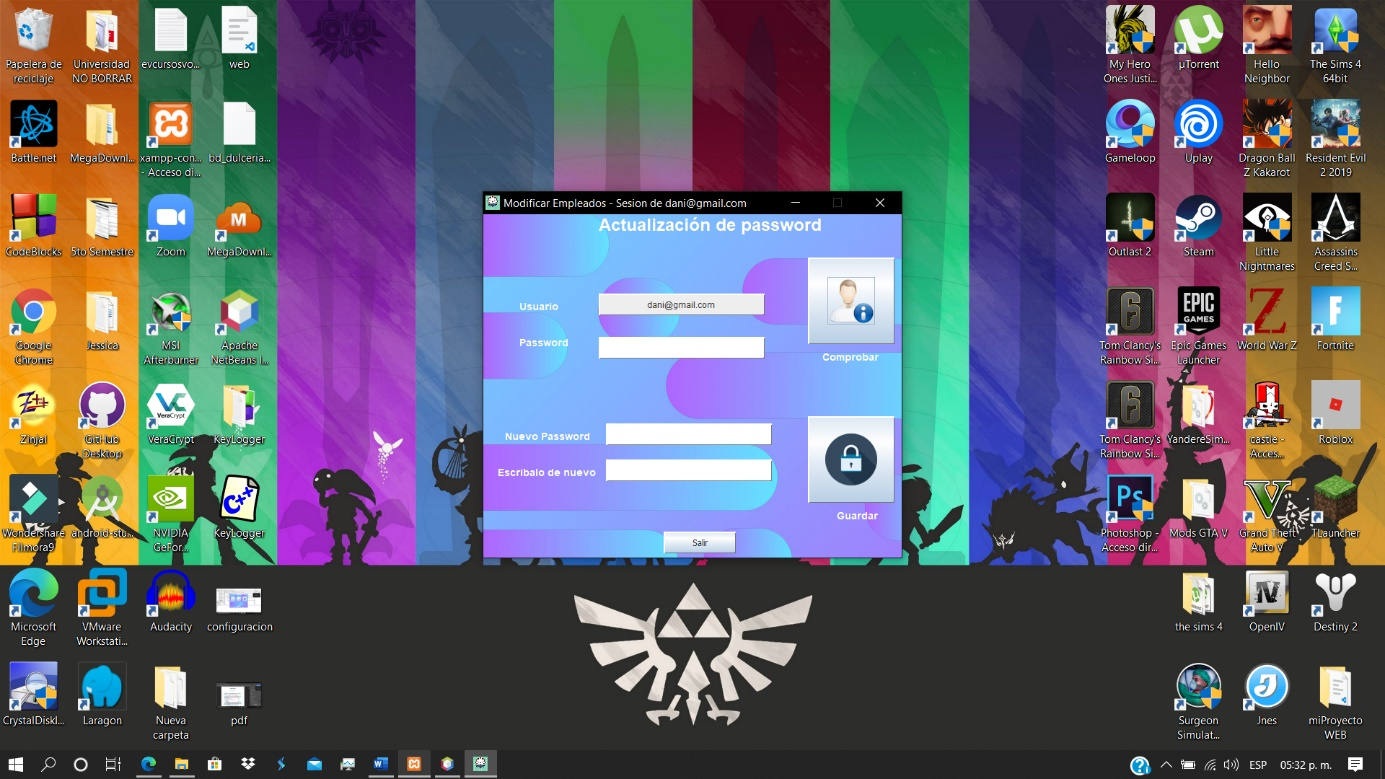 Papelera de
reciclaje
Universidad
NO BORRAR
evcursosvo...
web
Battle.net
MegaDownl...
xampp-con...
- Acceso di...
bd_dulceria...
CodeBlocks
5to Semestre
Zoom
MegaDownl...
Google
Chrome
Jessica
MSI
Afterburner
Apache
NetBeans I...
Zinjai
GitHub
Desktop
VeraCrypt
VeraCrypt
KeyLogger
Wondershare
Filmora9
android-stu...
NVIDIA
GeFor...
C++
KeyLogger
Microsoft
Edge
VMware
Workstati...
Audacity
configuracion
CrystalDiskI...
Laragon
Nueva
carpeta
pdf
Modificar Empleados - Sesion de dani@gmail.com
Actualización de password
Usuario
dani@gmail.com
Password
Comprobar
Nuevo Password
Escribalo de nuevo
Guardar
Salir
My Hero
Ones Justi...
µTorrent
Hello
Neighbor
The Sims 4
64bit
Gameloop
Uplay
Dragon Ball
Z Kakarot
Resident Evil
2 2019
Outlast 2
Steam
Little
Nightmares
Assassins
Creed S...
Tom Clancy's
Rainbow Si...
EPIC
GAMES
Epic Games
Launcher
World War Z
Fortnite
Tom Clancy's
Rainbow Si...
YandereSim...
castle -
Acces...
Roblox
Ps
Photoshop -
Acceso dir...
Mods GTA V
Grand Theft
Auto V
TLauncher
the sims 4
IV
OpenIV
Destiny 2
Surgeon
Simulat...
Jnes
miProyecto
WEB
ESP
05:32 p. m.